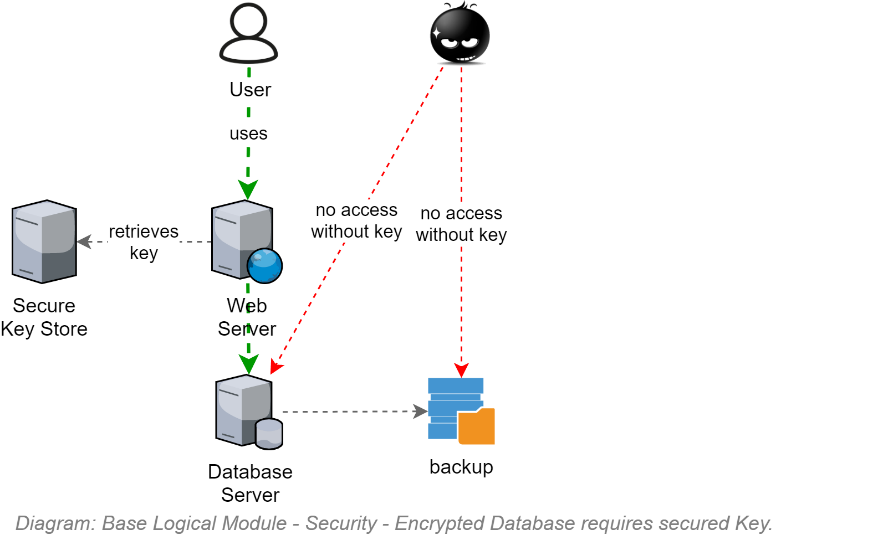 User
uses
no access
without key
no access
without key
retrieves
key
Secure
Key Store
Web
Server
Database
Server
backup
Diagram: Base Logical Module - Security - Encrypted Database requires secured Key.